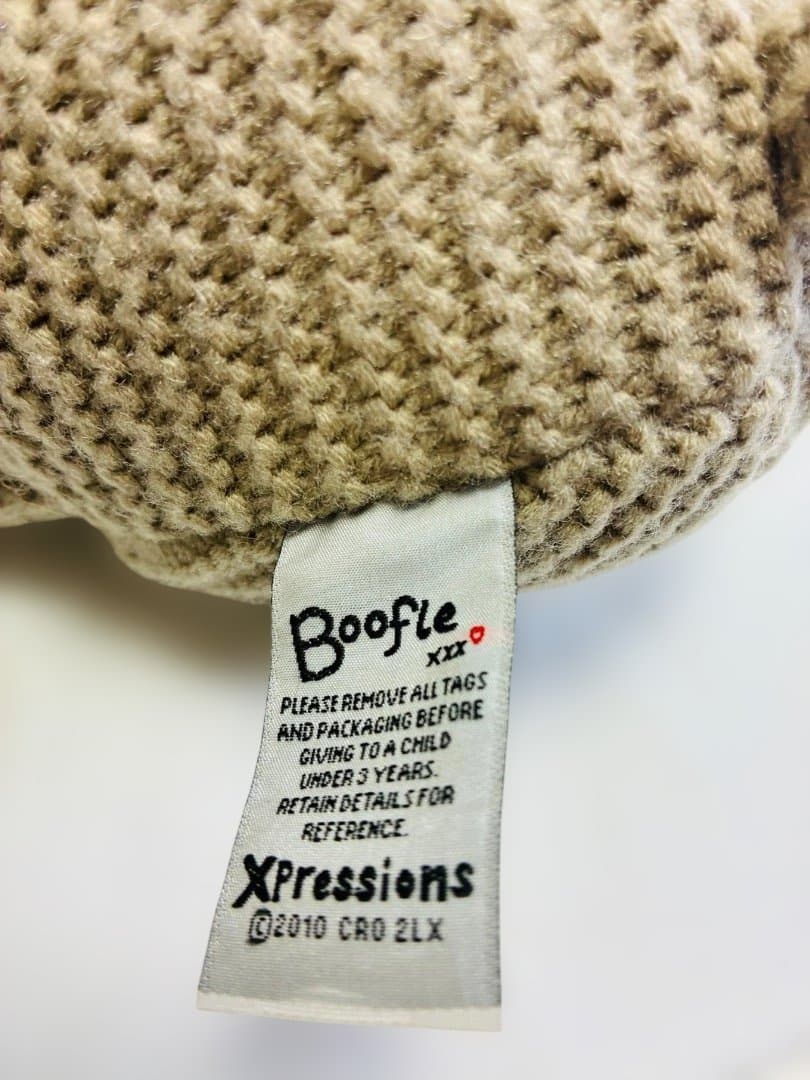 Boofle
xxx
PLEASE REMOVE ALL TAGS
AND PACKAGING BEFORE
GIVING TO A CHILD
UNDER 3 YEARS.
RETAIN DETAILS FOR
REFERENCE.
XPressions
©2010 CR0 2LX